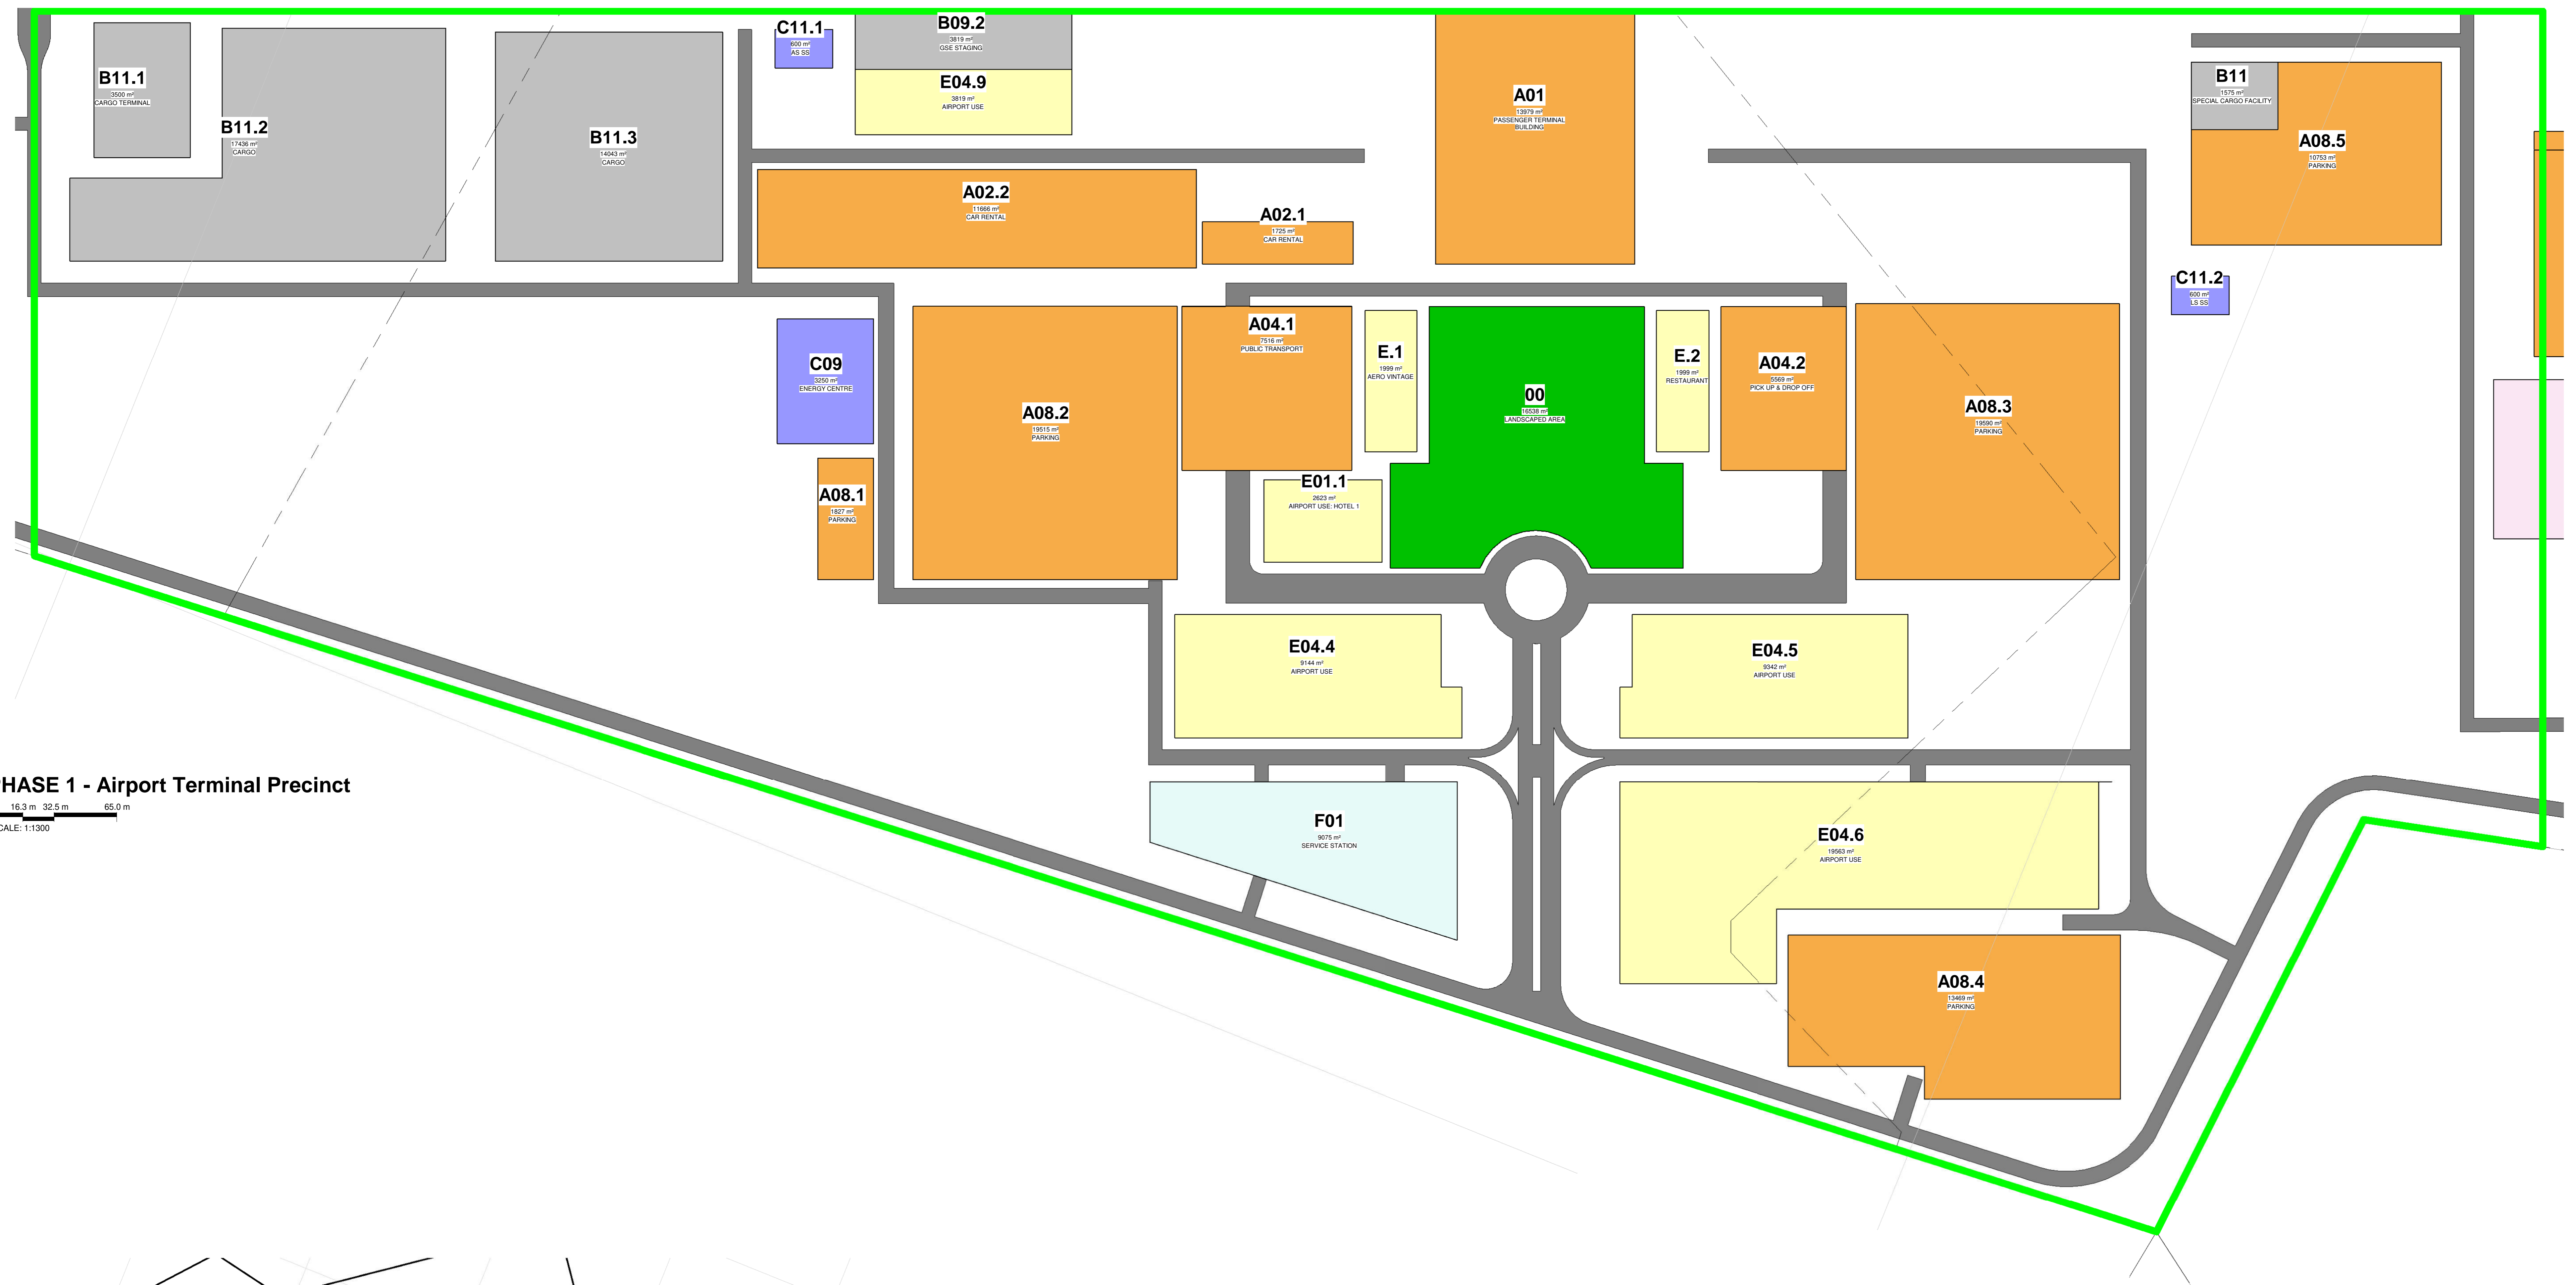 C11.1
600 m²
AS SS
B09.2
3819 m²
GSE STAGING
E04.9
3819 m²
AIRPORT USE
B11.1
3500 m²
CARGO TERMINAL
B11.2
17436 m²
CARGO
B11.3
14043 m²
CARGO
A01
13979 m²
PASSENGER TERMINAL
BUILDING
B11
1575 m²
SPECIAL CARGO FACILITY
A08.5
10753 m²
PARKING
A02.2
11666 m²
CAR RENTAL
A02.1
1725 m²
CAR RENTAL
C11.2
600 m²
LS SS
C09
3250 m²
ENERGY CENTRE
A08.2
19515 m²
PARKING
A04.1
7516 m²
PUBLIC TRANSPORT
E.1
1999 m²
AERO VINTAGE
00
16538 m²
LANDSCAPED AREA
E.2
1999 m²
RESTAURANT
A04.2
5569 m²
PICK UP & DROP OFF
A08.3
19590 m²
PARKING
A08.1
1827 m²
PARKING
E01.1
2623 m²
AIRPORT USE: HOTEL 1
E04.4
9144 m²
AIRPORT USE
E04.5
9342 m²
AIRPORT USE
HASE 1 - Airport Terminal Precinct
16.3 m 32.5 m 65.0 m
CALE: 1:1300
F01
9075 m²
SERVICE STATION
E04.6
19563 m²
AIRPORT USE
A08.4
13469 m²
PARKING